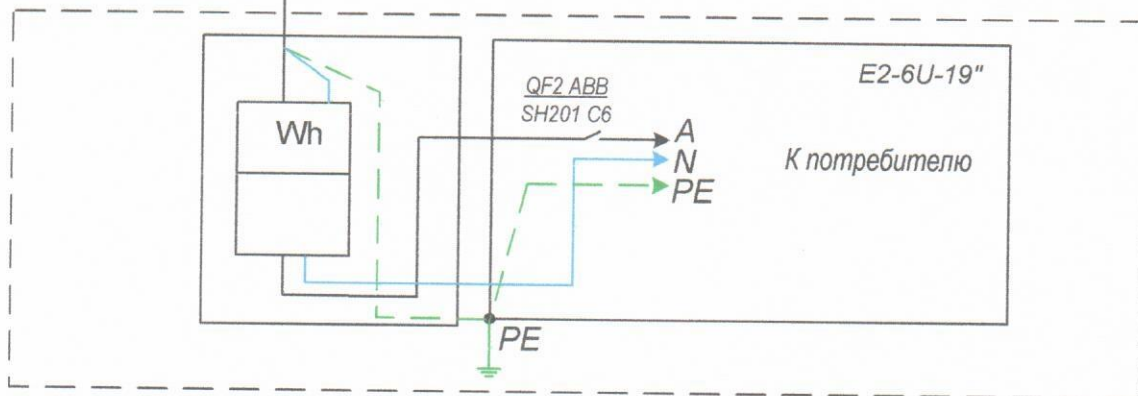 E2-6U-19"
QF2 ABB
SH201 C6
Wh
A
N
PE
К потребителю
PE